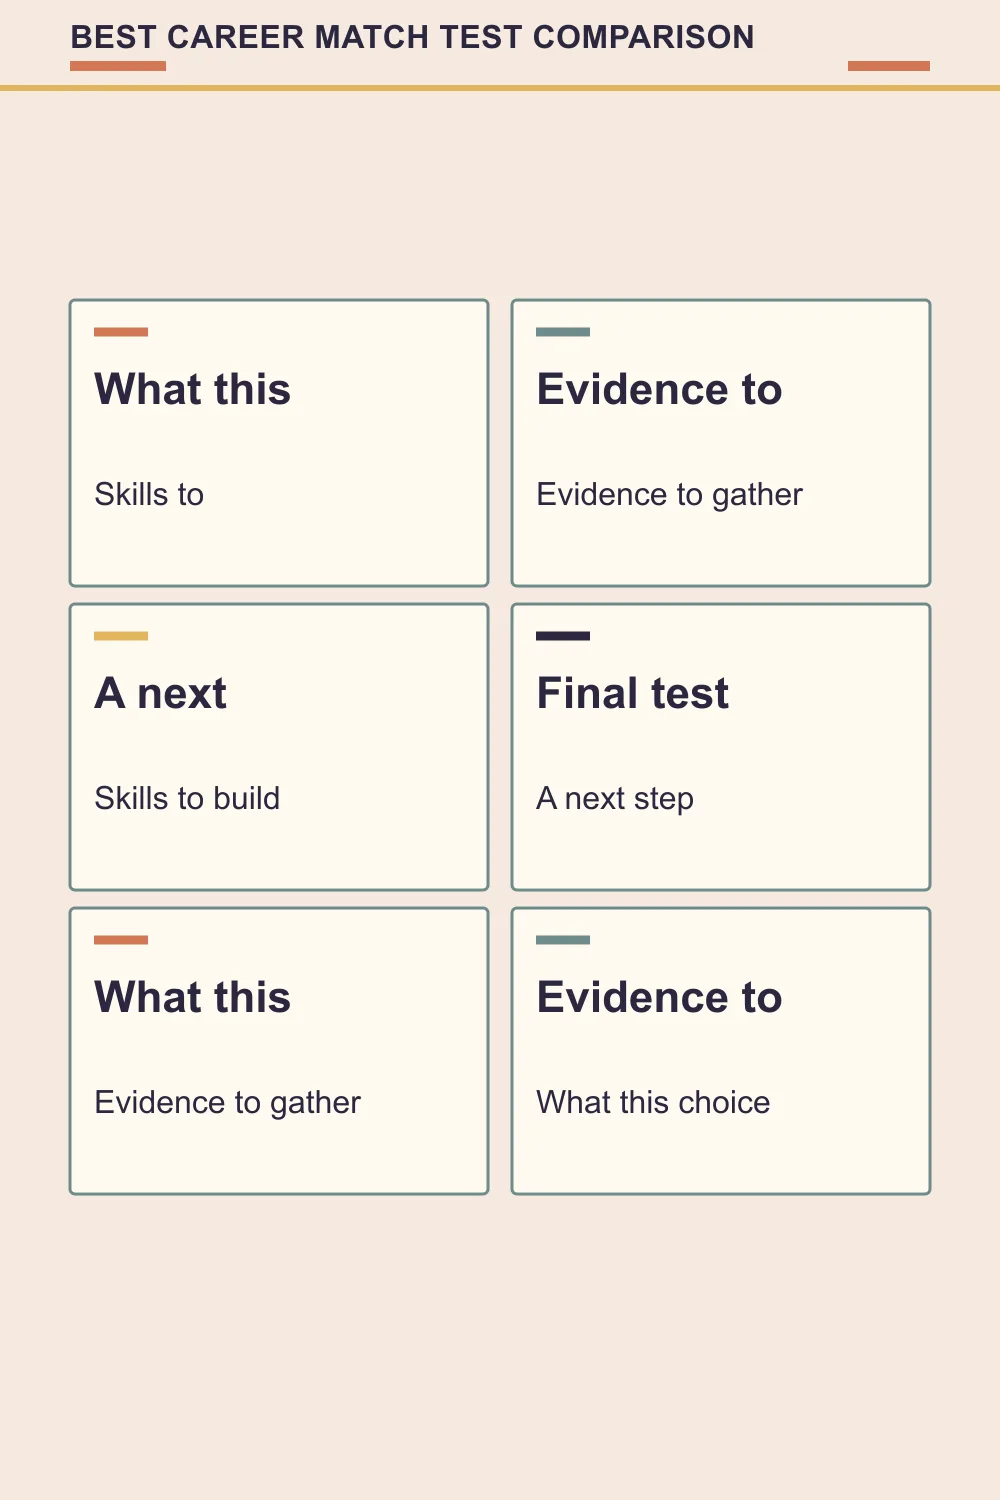 BEST CAREER MATCH TEST COMPARISON
What this
Skills to
Evidence to
Evidence to gather
A next
Skills to build
Final test
A next step
What this
Evidence to gather
Evidence to
What this choice